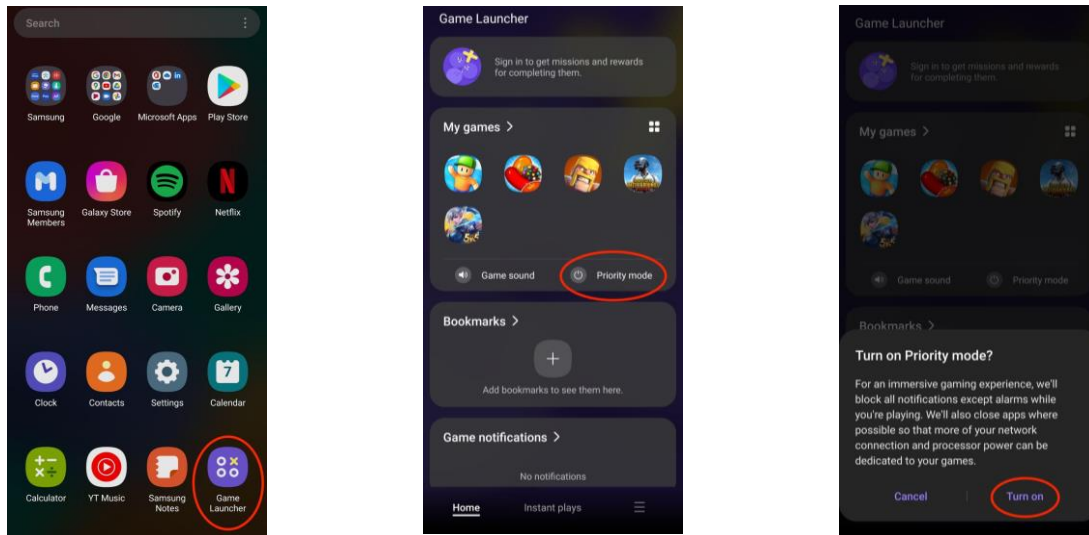 Search
Samsung
Google
Microsoft Apps
Play Store
Samsung
Members
Galaxy Store
Spotify
Netflix
Phone
Messages
Camera
Gallery
Clock
Contacts
Settings
7
Calendar
Calculator
YT Music
Samsung
Notes
Game
Launcher
Game Launcher
Sign in to get missions and rewards
for completing them.
My games >
Game sound
Priority mode
Bookmarks >
Add bookmarks to see them here.
Game notifications >
No notifications
Home
Instant plays
Game Launcher
Sign in to get missions and rewards
for completing them.
My games >
Game sound
Priority mode
Bookmarks >
Turn on Priority mode?
For an immersive gaming experience, we'll
block all notifications except alarms while
you're playing. We'll also close apps where
possible so that more of your network
connection and processor power can be
dedicated to your games.
Cancel
Turn on